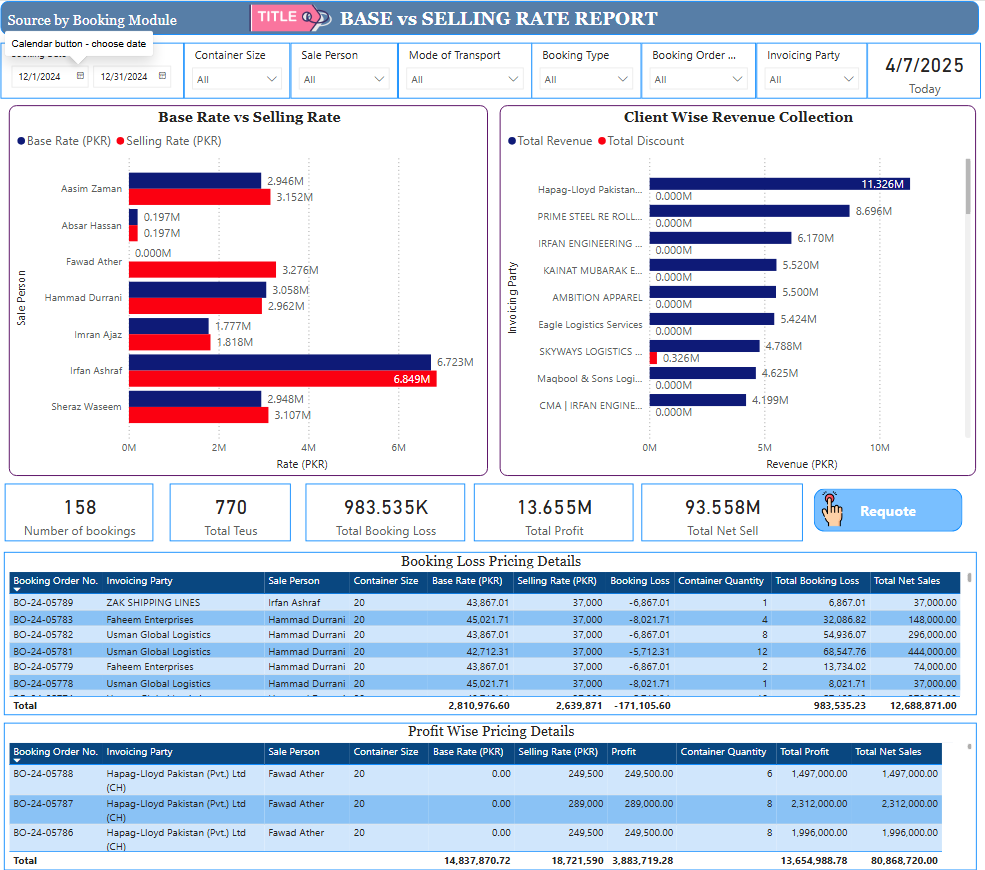 Source by Booking Module
TITLE
BASE vs SELLING RATE REPORT
Calendar button - choose date
12/1/2024 12/31/2024
Container Size
All
Sale Person
All
Mode of Transport
All
Booking Type
All
Booking Order ...
All
Invoicing Party
All
4/7/2025
Today
Base Rate vs Selling Rate
Base Rate (PKR) Selling Rate (PKR)
Sale Person
Aasim Zaman 2.946M
3.152M
Absar Hassan 0.197M
0.197M
Fawad Ather 0.000M
3.276M
Hammad Durrani 3.058M
2.962M
Imran Ajaz 1.777M
1.818M
Irfan Ashraf 6.723M
6.849M
Sheraz Waseem 2.948M
3.107M
0M 2M 4M 6M
Rate (PKR)
Client Wise Revenue Collection
Total Revenue Total Discount
Invoicing Party
Hapag-Lloyd Pakistan... 11.326M
0.000M
PRIME STEEL RE ROLL... 8.696M
0.000M
IRFAN ENGINEERING ... 6.170M
0.000M
KAINAT MUBARAK E... 5.520M
0.000M
AMBITION APPAREL 5.500M
0.000M
Eagle Logistics Services 5.424M
0.000M
SKYWAYS LOGISTICS ... 4.788M
0.326M
Maqbool & Sons Logi... 4.625M
0.000M
CMA | IRFAN ENGINE... 4.199M
0.000M
0M 5M 10M
Revenue (PKR)
158
Number of bookings
770
Total Teus
983.535K
Total Booking Loss
13.655M
Total Profit
93.558M
Total Net Sell
Requote
Booking Loss Pricing Details
Booking Order No. Invoicing Party Sale Person Container Size Base Rate (PKR) Selling Rate (PKR) Booking Loss Container Quantity Total Booking Loss Total Net Sales
BO-24-05789 ZAK SHIPPING LINES Irfan Ashraf 20 43,867.01 37,000 -6,867.01 1 6,867.01 37,000.00
BO-24-05783 Faheem Enterprises Hammad Durrani 20 45,021.71 37,000 -8,021.71 4 32,086.82 148,000.00
BO-24-05782 Usman Global Logistics Hammad Durrani 20 43,867.01 37,000 -6,867.01 8 54,936.07 296,000.00
BO-24-05781 Usman Global Logistics Hammad Durrani 20 42,712.31 37,000 -5,712.31 12 68,547.76 444,000.00
BO-24-05779 Faheem Enterprises Hammad Durrani 20 43,867.01 37,000 -6,867.01 2 13,734.02 74,000.00
BO-24-05778 Usman Global Logistics Hammad Durrani 20 45,021.71 37,000 -8,021.71 1 8,021.71 37,000.00
Total 2,810,976.60 2,639,871 -171,105.60 983,535.23 12,688,871.00
Profit Wise Pricing Details
Booking Order No. Invoicing Party Sale Person Container Size Base Rate (PKR) Selling Rate (PKR) Profit Container Quantity Total Profit Total Net Sales
BO-24-05788 Hapag-Lloyd Pakistan (Pvt.) Ltd Fawad Ather 20 0.00 249,500 249,500.00 6 1,497,000.00 1,497,000.00
(CH)
BO-24-05787 Hapag-Lloyd Pakistan (Pvt.) Ltd Fawad Ather 20 0.00 289,000 289,000.00 8 2,312,000.00 2,312,000.00
(CH)
BO-24-05786 Hapag-Lloyd Pakistan (Pvt.) Ltd Fawad Ather 20 0.00 249,500 249,500.00 8 1,996,000.00 1,996,000.00
(CH)
Total 14,837,870.72 18,721,590 3,883,719.28 13,654,988.78 80,868,720.00